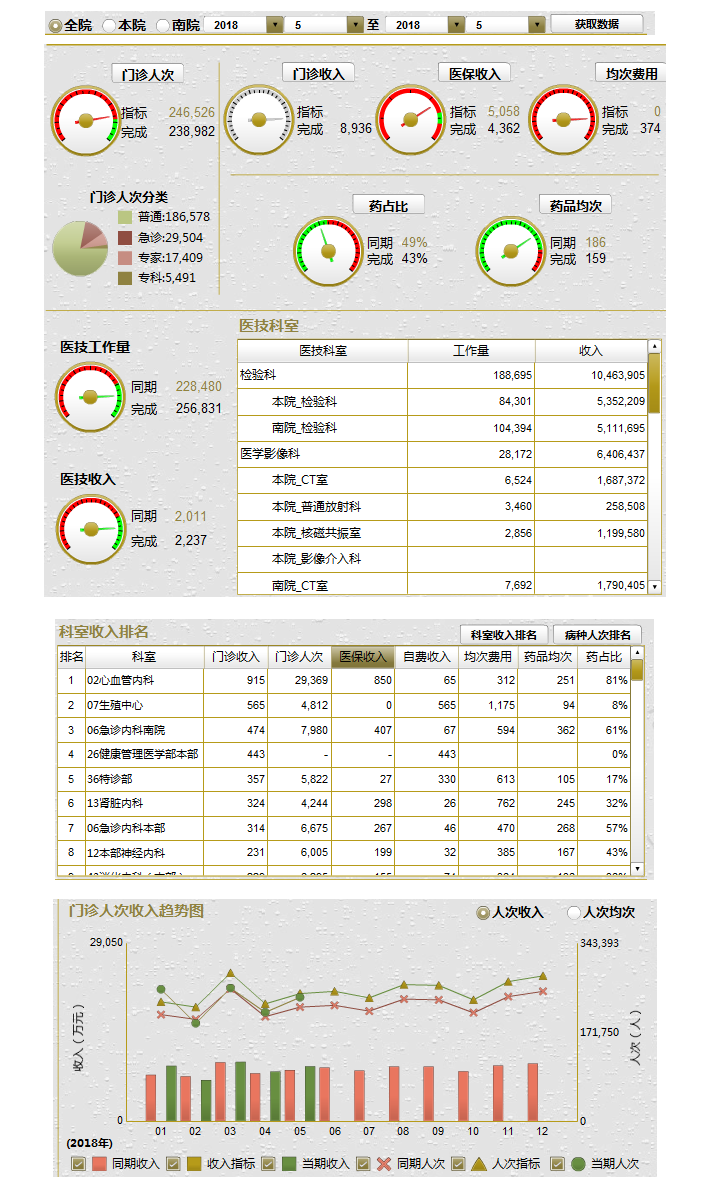 全院 本院 南院 2018 5 至 2018 5 获取数据
门诊人次 门诊收入 医保收入 均次费用
指标 246,526 指标 指标 5,058 指标 0
完成 238,982 完成 8,936 完成 4,362 完成 374
门诊人次分类
普通:186,578
急诊:29,504
专家:17,409
专科:5,491
药占比 药品均次
同期 49% 同期 186
完成 43% 完成 159
医技工作量
同期 228,480
完成 256,831
医技收入
同期 2,011
完成 2,237
医技科室
医技科室 工作量 收入
检验科 188,695 10,463,905
本院_检验科 84,301 5,352,209
南院_检验科 104,394 5,111,695
医学影像科 28,172 6,406,437
本院_CT室 6,524 1,687,372
本院_普通放射科 3,460 258,508
本院_核磁共振室 2,856 1,199,580
本院_影像介入科
南院_CT室 7,692 1,790,405
科室收入排名 科室收入排名 病种人次排名
排名 科室 门诊收入 门诊人次 医保收入 自费收入 均次费用 药品均次 药占比
1 02心血管内科 915 29,369 850 65 312 251 81%
2 07生殖中心 565 4,812 0 565 1,175 94 8%
3 06急诊内科南院 474 7,980 407 67 594 362 61%
4 26健康管理医学部本部 443 - - 443 0%
5 36特诊部 357 5,822 27 330 613 105 17%
6 13肾脏内科 324 4,244 298 26 762 245 32%
7 06急诊内科本部 314 6,675 267 46 470 268 57%
8 12本部神经内科 231 6,005 199 32 385 167 43%
门诊人次收入趋势图 人次收入 人次均次
29,050 343,393
171,750
收入（万元） 人次（人）
0 0
01 02 03 04 05 06 07 08 09 10 11 12
(2018年)
同期收入 收入指标 当期收入 同期人次 人次指标 当期人次